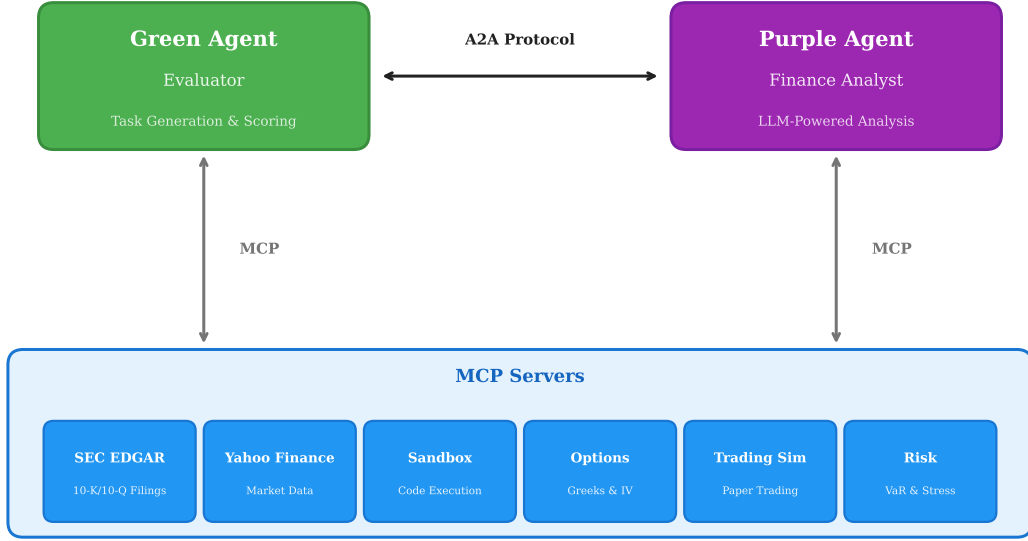 Green Agent
Evaluator
Task Generation & Scoring
A2A Protocol
Purple Agent
Finance Analyst
LLM-Powered Analysis
MCP
MCP
MCP Servers
SEC EDGAR
10-K/10-Q Filings
Yahoo Finance
Market Data
Sandbox
Code Execution
Options
Greeks & IV
Trading Sim
Paper Trading
Risk
VaR & Stress